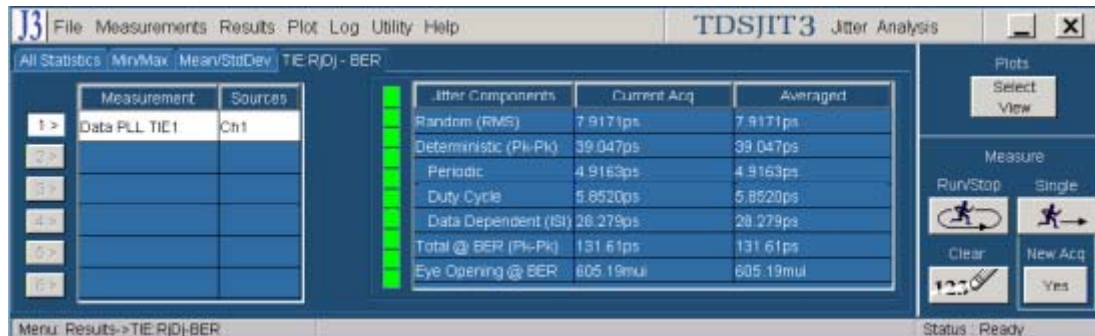 J3 File Measurements Results Plot Log Utility Help TDSJIT3 Jitter Analysis
All Statistics Min/Max Mean/StdDev TIE:RjDj - BER
Measurement Sources
1 > Data PLL TIE1 Ch1
2 >
3 >
4 >
5 >
6 >
Jitter Components Current Acq Averaged
Random (RMS) 7.9171ps 7.9171ps
Deterministic (Pk-Pk) 39.047ps 39.047ps
Periodic 4.9163ps 4.9163ps
Duty Cycle 5.8520ps 5.8520ps
Data Dependent (ISI) 28.279ps 28.279ps
Total @ BER (Pk-Pk) 131.61ps 131.61ps
Eye Opening @ BER 605.19mui 605.19mui
Plots
Select
View
Measure
Run/Stop Single
Clear New Acq
123 Yes
Menu: Results->TIE:RjDj-BER Status : Ready